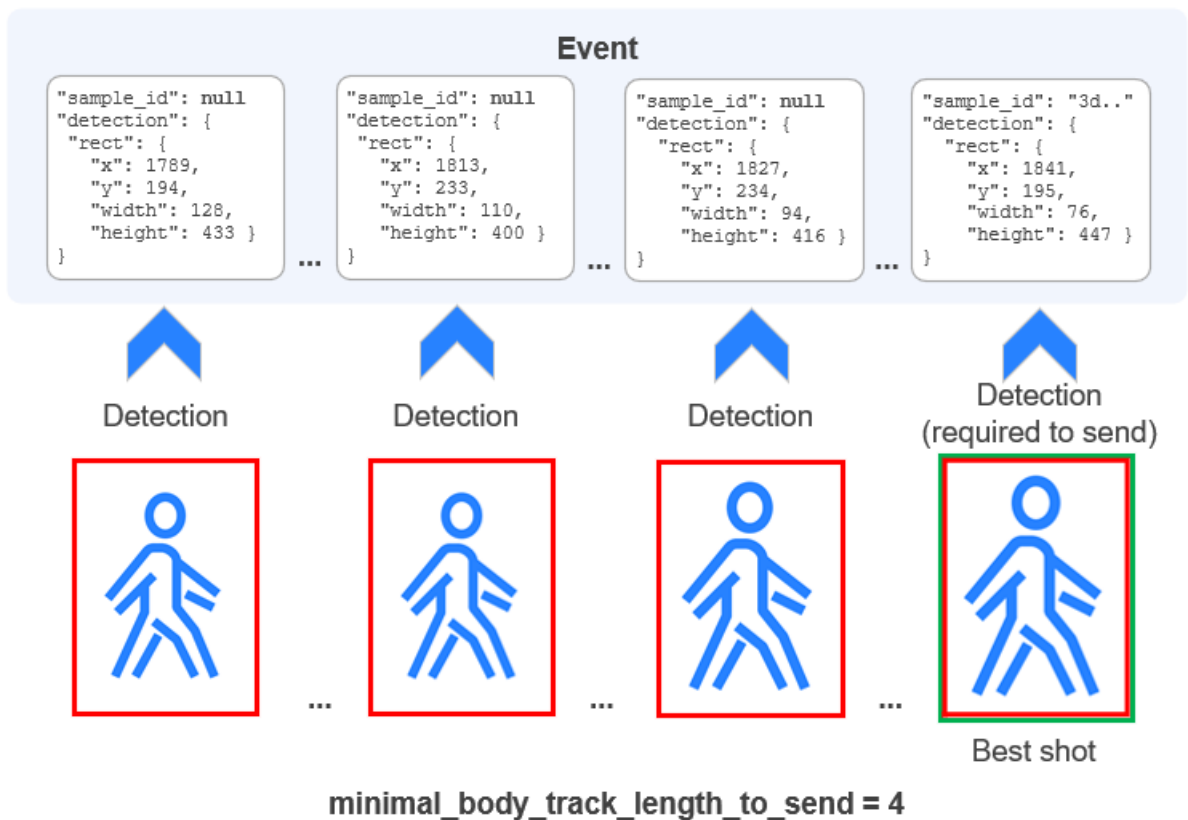 Event
"sample_id": null
"detection": {
"rect": {
"x": 1789,
"y": 194,
"width": 128,
"height": 433 }
}
...
"sample_id": null
"detection": {
"rect": {
"x": 1813,
"y": 233,
"width": 110,
"height": 400 }
}
...
"sample_id": null
"detection": {
"rect": {
"x": 1827,
"y": 234,
"width": 94,
"height": 416 }
}
...
"sample_id": "3d.."
"detection": {
"rect": {
"x": 1841,
"y": 195,
"width": 76,
"height": 447 }
}
Detection
Detection
Detection
Detection
(required to send)
...
...
...
Best shot
minimal_body_track_length_to_send = 4